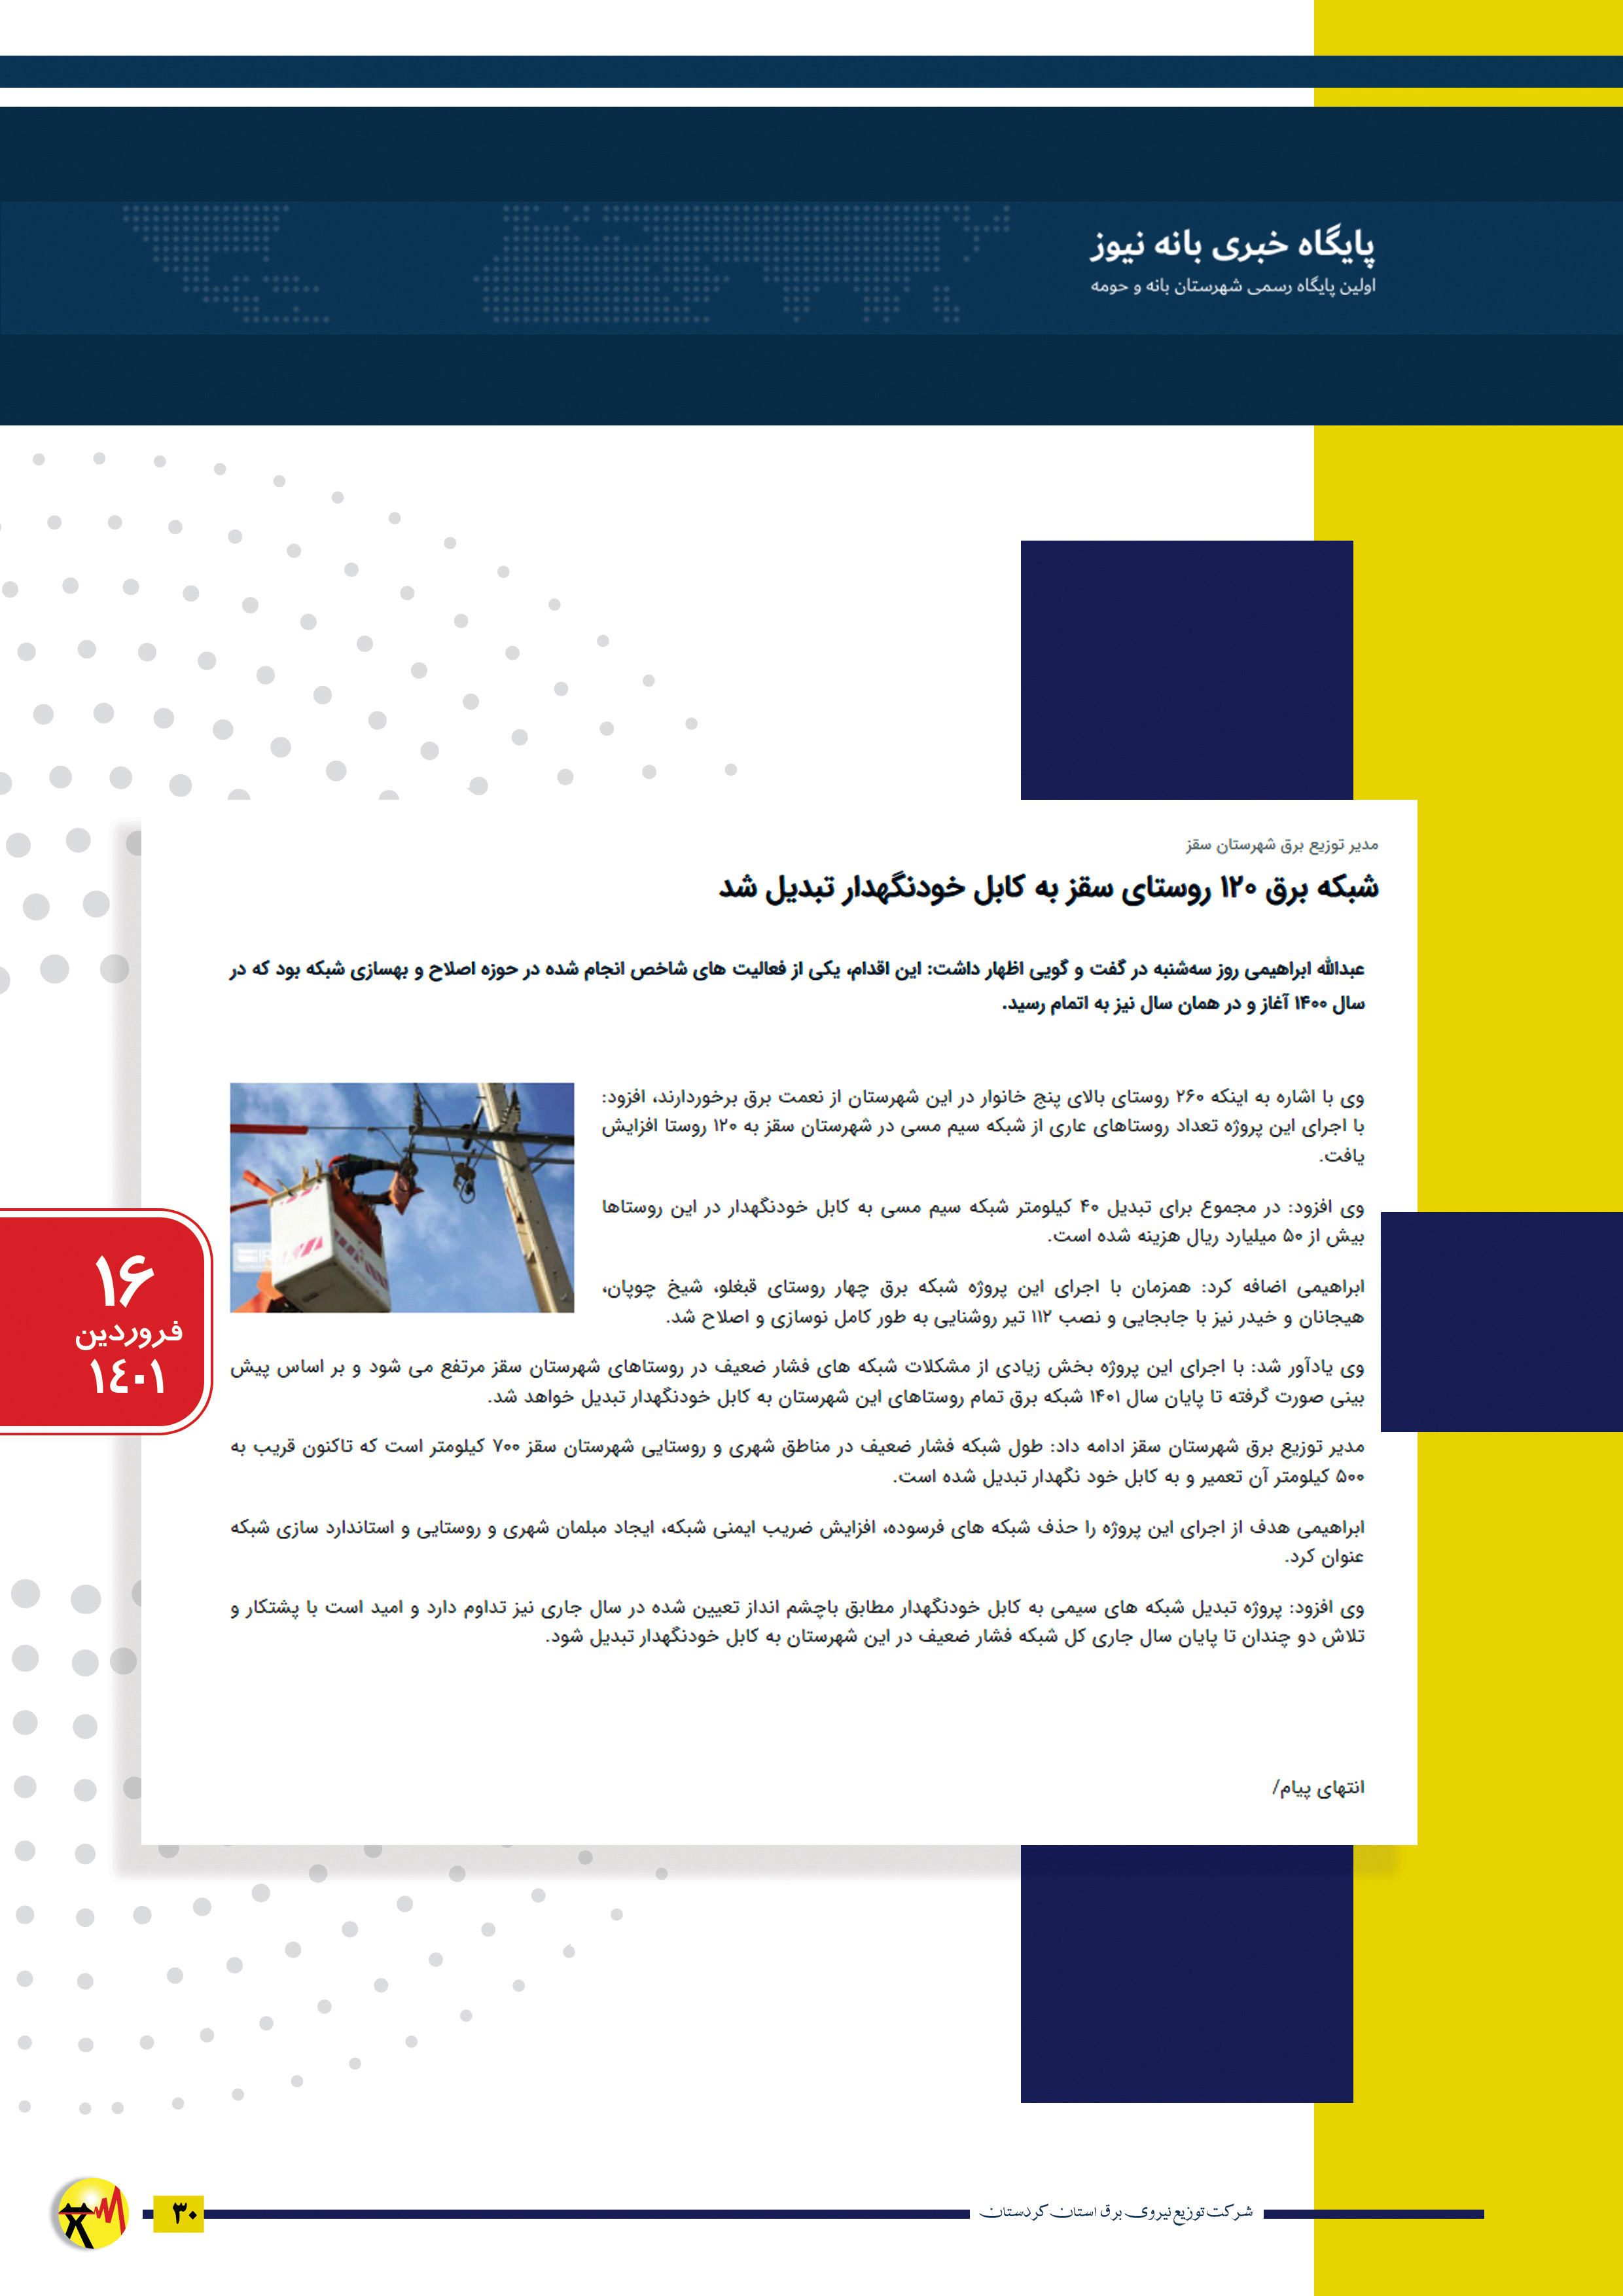 پایگاه خبری بانه نیوز
اولین پایگاه رسمی شهرستان بانه و حومه
مدیر توزیع برق شهرستان سقز
شبکه برق ۱۲۰ روستای سقز به کابل خودنگهدار تبدیل شد
عبدالله ابراهیمی روز سه‌شنبه در گفت و گویی اظهار داشت: این اقدام، یکی از فعالیت های شاخص انجام شده در حوزه اصلاح و بهسازی شبکه بود که در
سال ۱۴۰۰ آغاز و در همان سال نیز به اتمام رسید.
وی با اشاره به اینکه ۲۶۰ روستای بالای پنج خانوار در این شهرستان از نعمت برق برخوردارند، افزود:
با اجرای این پروژه تعداد روستاهای عاری از شبکه سیم مسی در شهرستان سقز به ۱۲۰ روستا افزایش
یافت.
وی افزود: در مجموع برای تبدیل ۴۰ کیلومتر شبکه سیم مسی به کابل خودنگهدار در این روستاها
بیش از ۵۰ میلیارد ریال هزینه شده است.
ابراهیمی اضافه کرد: همزمان با اجرای این پروژه شبکه برق چهار روستای قبغلو، شیخ چوپان،
هیجانان و خیدر نیز با جابجایی و نصب ۱۱۲ تیر روشنایی به طور کامل نوسازی و اصلاح شد.
وی یادآور شد: با اجرای این پروژه بخش زیادی از مشکلات شبکه های فشار ضعیف در روستاهای شهرستان سقز مرتفع می شود و بر اساس پیش
بینی صورت گرفته تا پایان سال ۱۴۰۱ شبکه برق تمام روستاهای این شهرستان به کابل خودنگهدار تبدیل خواهد شد.
مدیر توزیع برق شهرستان سقز ادامه داد: طول شبکه فشار ضعیف در مناطق شهری و روستایی شهرستان سقز ۷۰۰ کیلومتر است که تاکنون قریب به
۵۰۰ کیلومتر آن تعمیر و به کابل خود نگهدار تبدیل شده است.
ابراهیمی هدف از اجرای این پروژه را حذف شبکه های فرسوده، افزایش ضریب ایمنی شبکه، ایجاد مبلمان شهری و روستایی و استاندارد سازی شبکه
عنوان کرد.
وی افزود: پروژه تبدیل شبکه های سیمی به کابل خودنگهدار مطابق باچشم انداز تعیین شده در سال جاری نیز تداوم دارد و امید است با پشتکار و
تلاش دو چندان تا پایان سال جاری کل شبکه فشار ضعیف در این شهرستان به کابل خودنگهدار تبدیل شود.
انتهای پیام/
۱۶
فروردین
۱٤۰۱
شرکت توزیع نیروی برق استان کردستان
۳۰